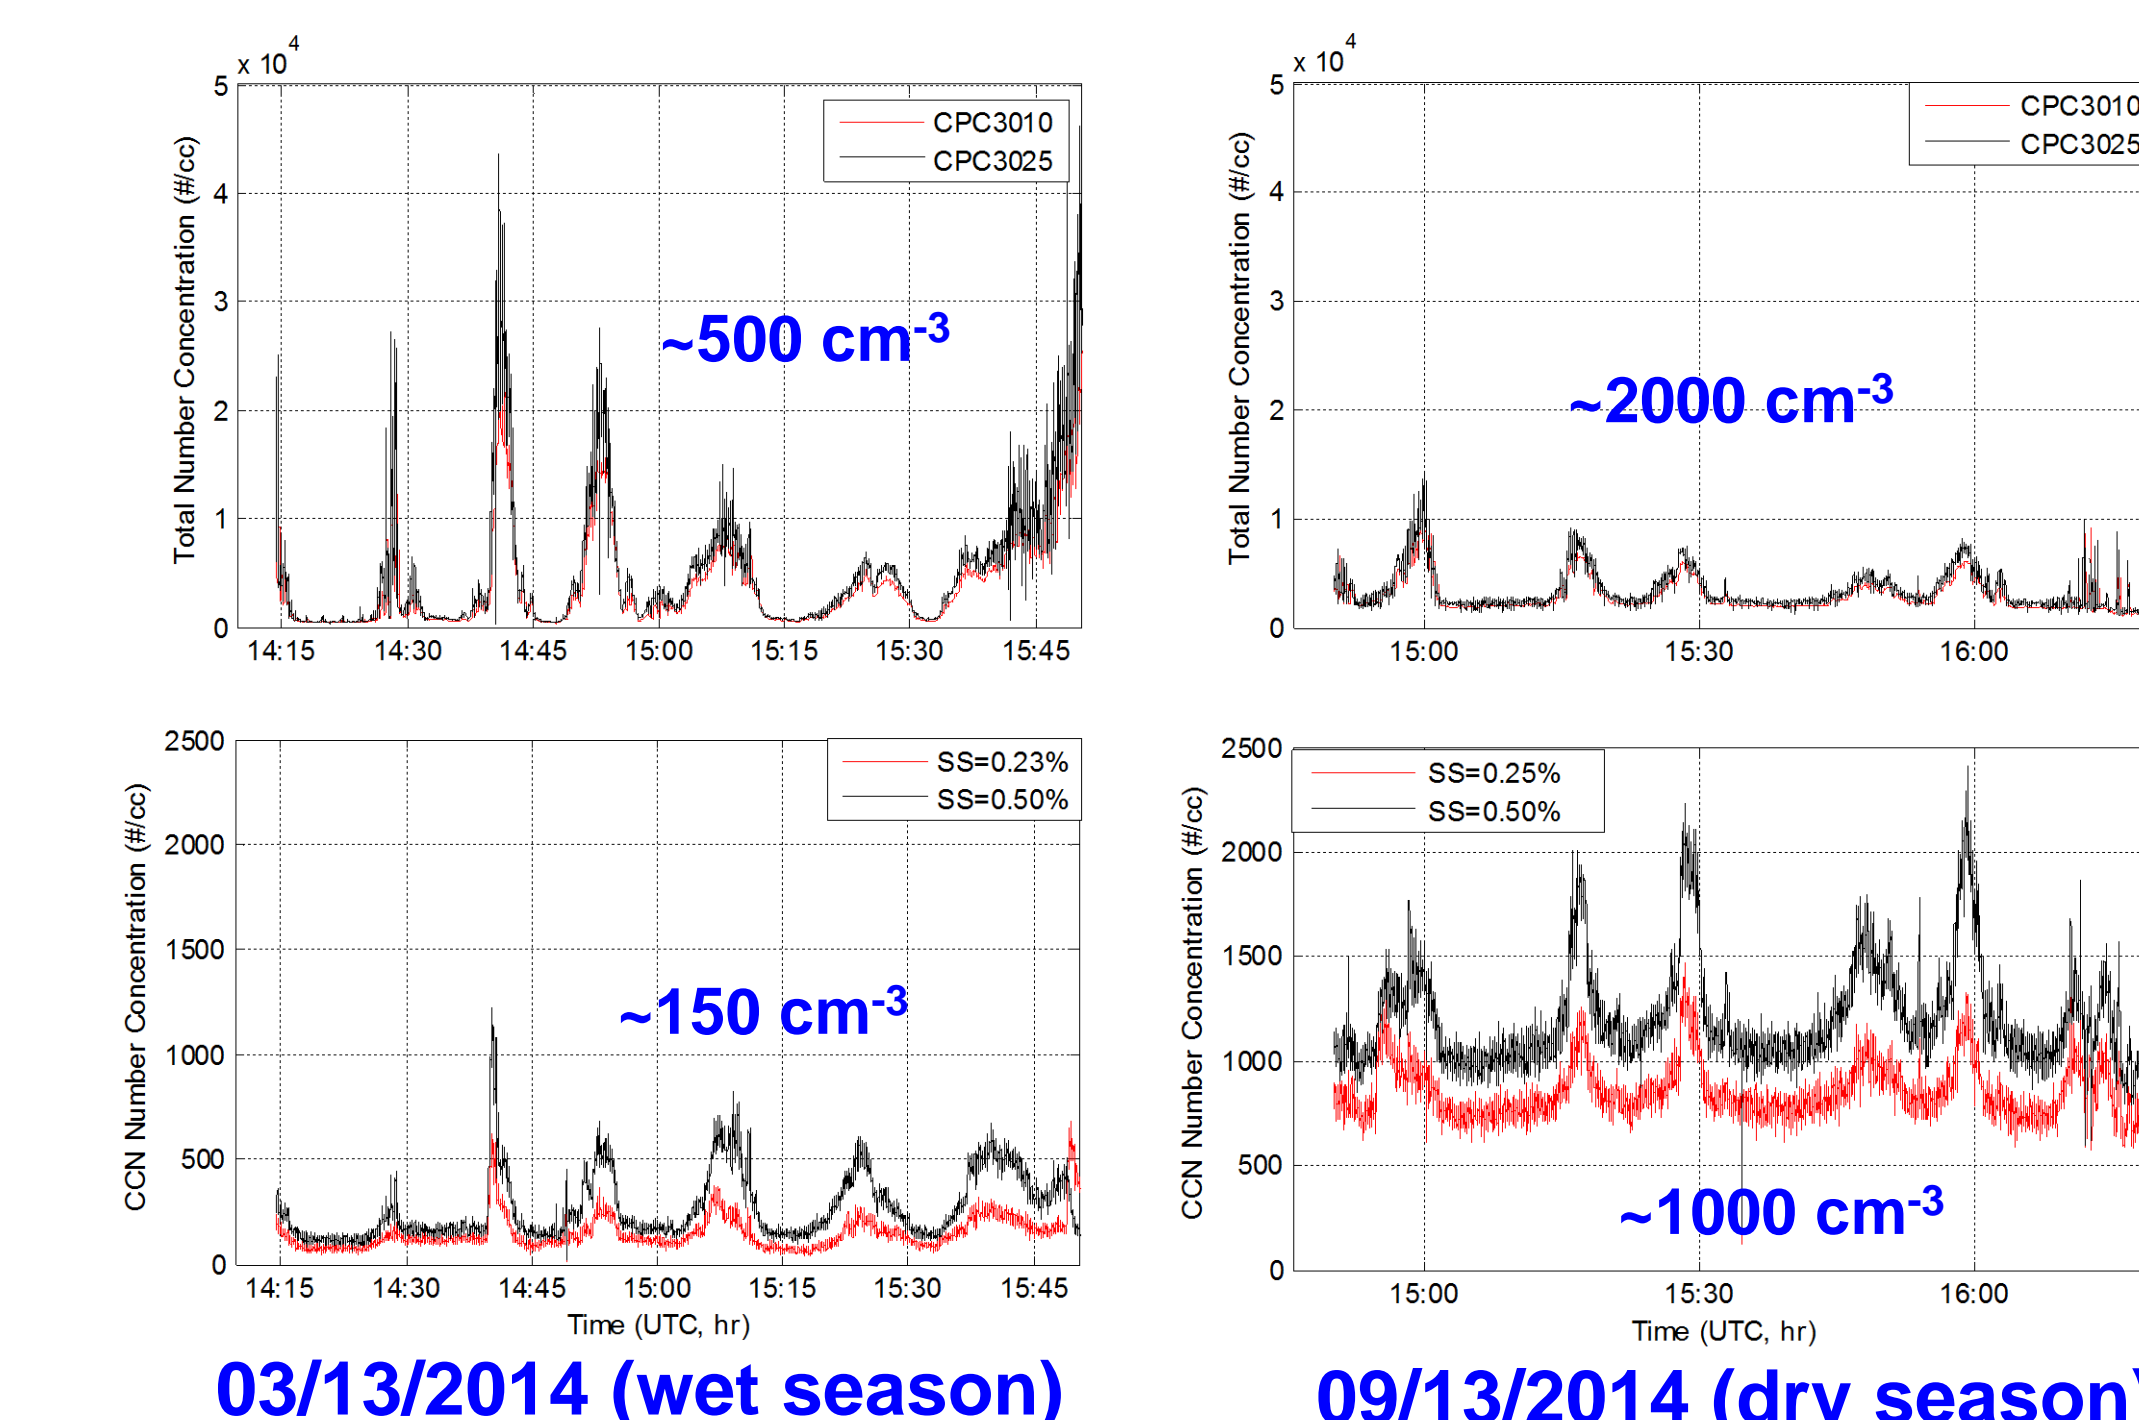 x 10^4
5
4
3
2
1
0
Total Number Concentration (#/cc)
CPC3010
CPC3025
~500 cm-3
14:15 14:30 14:45 15:00 15:15 15:30 15:45
x 10^4
5
4
3
2
1
0
Total Number Concentration (#/cc)
CPC3010
CPC3025
~2000 cm-3
15:00 15:30 16:00
2500
2000
1500
1000
500
0
CCN Number Concentration (#/cc)
SS=0.23%
SS=0.50%
~150 cm-3
14:15 14:30 14:45 15:00 15:15 15:30 15:45
Time (UTC, hr)
03/13/2014 (wet season)
2500
2000
1500
1000
500
0
CCN Number Concentration (#/cc)
SS=0.25%
SS=0.50%
~1000 cm-3
15:00 15:30 16:00
Time (UTC, hr)
09/13/2014 (dry season)